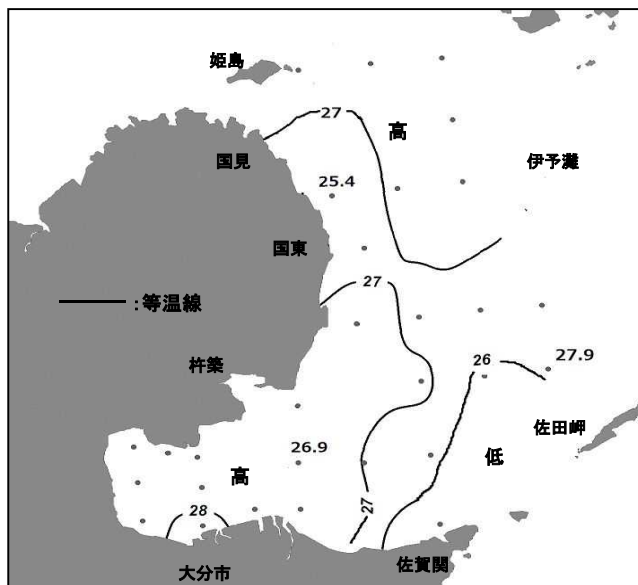 姫島
27
高
国見
伊予灘
25.4
国東
27
:等温線
杵築
26
27.9
佐田岬
26.9
低
高
27
28
佐賀関
大分市